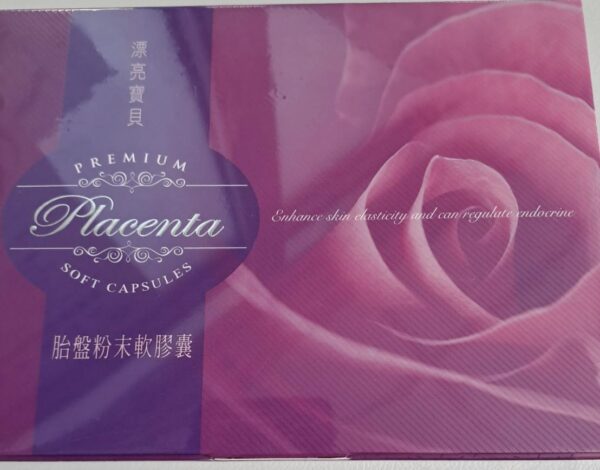 漂亮寶貝
PREMIUM
Placenta
SOFT CAPSULES
胎盤粉末軟膠囊
Enhance skin elasticity and can regulate endocrine